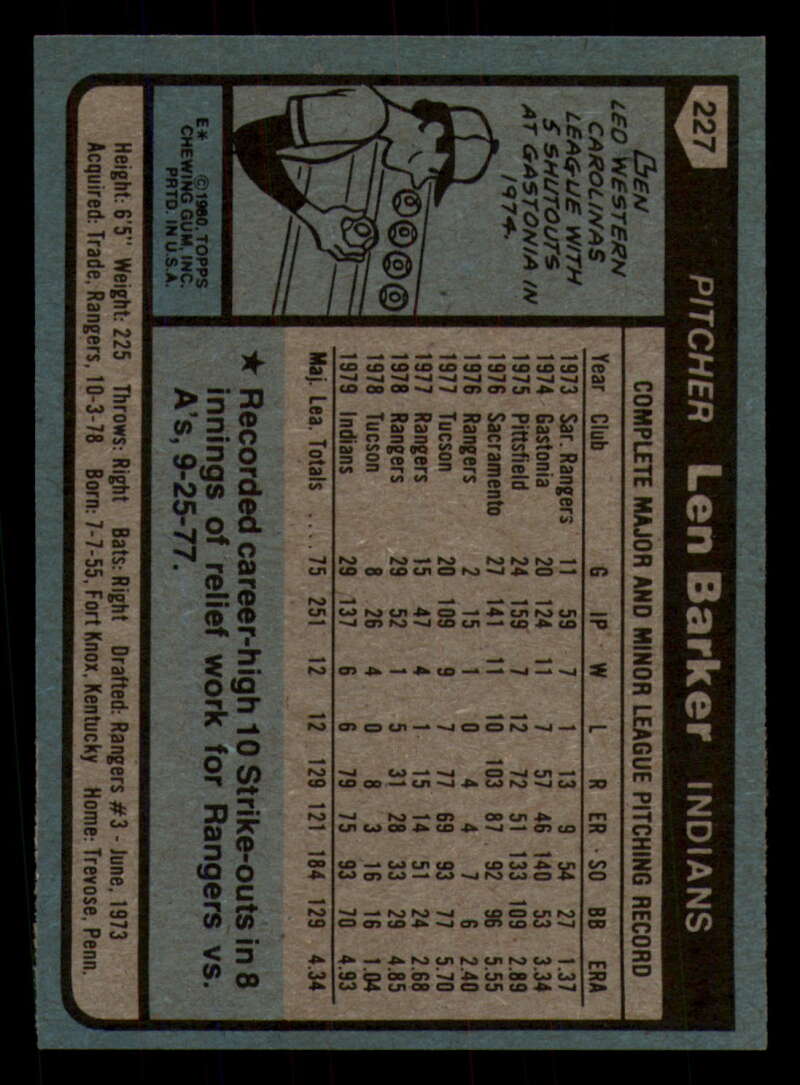 227
PITCHER Len Barker INDIANS
Len
LED WESTERN
CAROLINAS
LEAGUE WITH
5 SHUTOUTS
AT GASTONIA IN
1974.
E* ©1980, TOPPS
CHEWING GUM, INC.
PRTD. IN U.S.A.
COMPLETE MAJOR AND MINOR LEAGUE PITCHING RECORD
Year Club G IP W L R ER SO BB ERA
1973 Sar. Rangers 11 59 7 1 13 9 54 27 1.37
1974 Gastonia 20 124 11 7 57 46 140 53 3.34
1975 Pittsfield 24 159 7 12 72 51 133 109 2.89
1976 Sacramento 27 141 11 10 103 87 92 96 5.55
1976 Rangers 2 15 1 0 4 4 7 6 2.40
1977 Tucson 20 109 9 7 77 69 93 77 5.70
1977 Rangers 15 47 4 1 15 14 51 24 2.68
1978 Rangers 29 52 1 5 31 28 33 29 4.85
1978 Tucson 8 26 4 0 8 3 16 16 1.04
1979 Indians 29 137 6 6 79 75 93 70 4.93
Maj. Lea. Totals .... 75 251 12 12 129 121 184 129 4.34
★ Recorded career-high 10 Strike-outs in 8
innings of relief work for Rangers vs.
A's, 9-25-77.
Height: 6'5" Weight: 225 Throws: Right Bats: Right Drafted: Rangers #3 - June, 1973
Acquired: Trade, Rangers, 10-3-78 Born: 7-7-55, Fort Knox, Kentucky Home: Trevose, Penn.